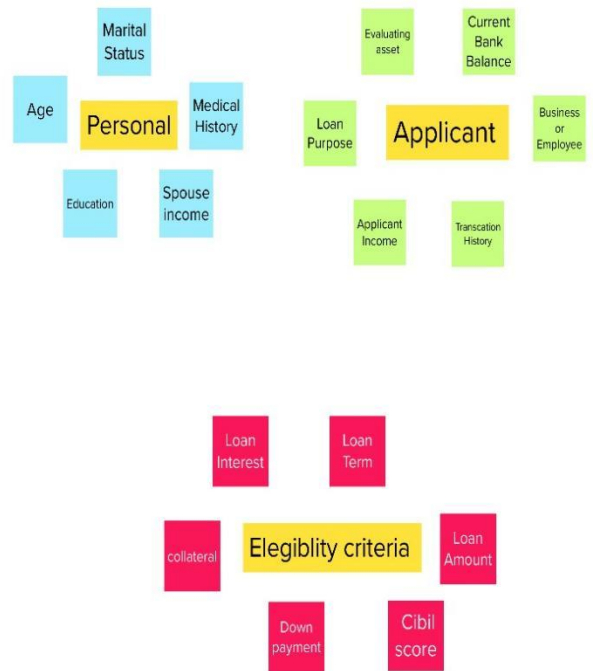 Marital
Status
Age
Personal
Medical
History
Education
Spouse
income
Evaluating
asset
Current
Bank
Balance
Loan
Purpose
Applicant
Business
or
Employee
Applicant
Income
Transcation
History
Loan
Interest
Loan
Term
collateral
Elegiblity criteria
Loan
Amount
Down
payment
Cibil
score